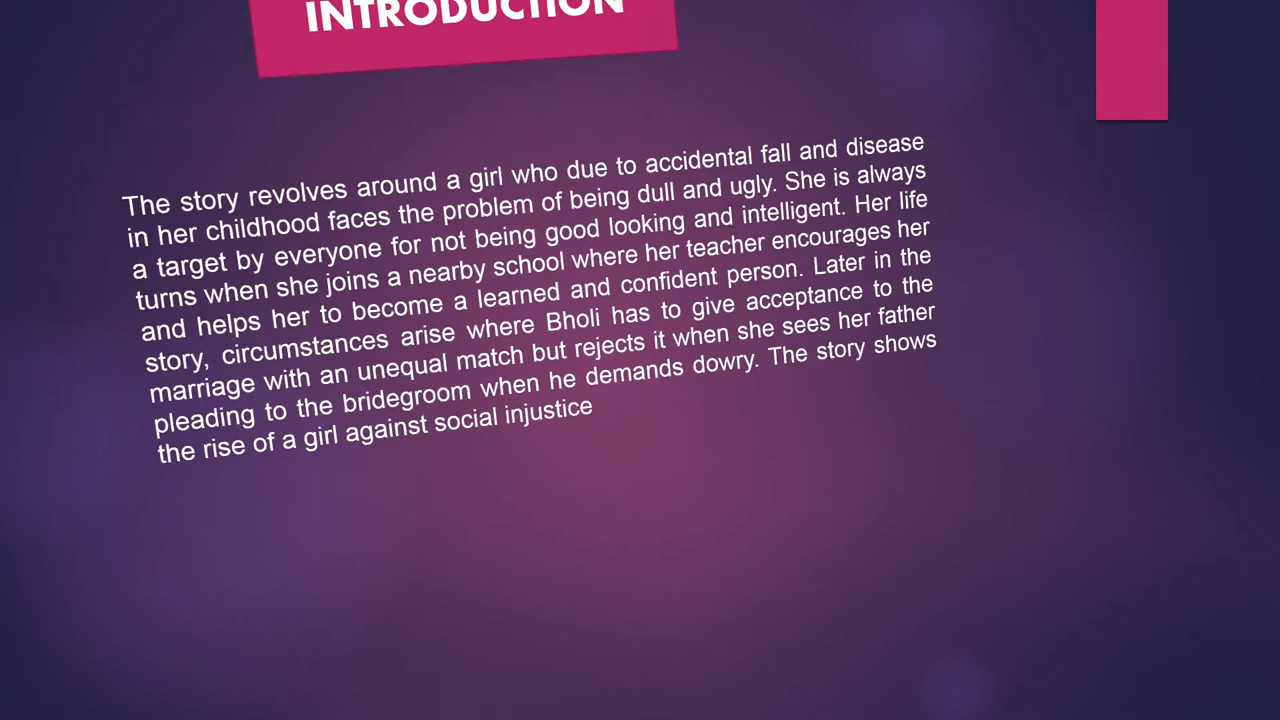 INTRODUCTION
The story revolves around a girl who due to accidental fall and disease
in her childhood faces the problem of being dull and ugly. She is always
a target by everyone for not being good looking and intelligent. Her life
turns when she joins a nearby school where her teacher encourages her
and helps her to become a learned and confident person. Later in the
story, circumstances arise where Bholi has to give acceptance to the
marriage with an unequal match but rejects it when she sees her father
pleading to the bridegroom when he demands dowry. The story shows
the rise of a girl against social injustice